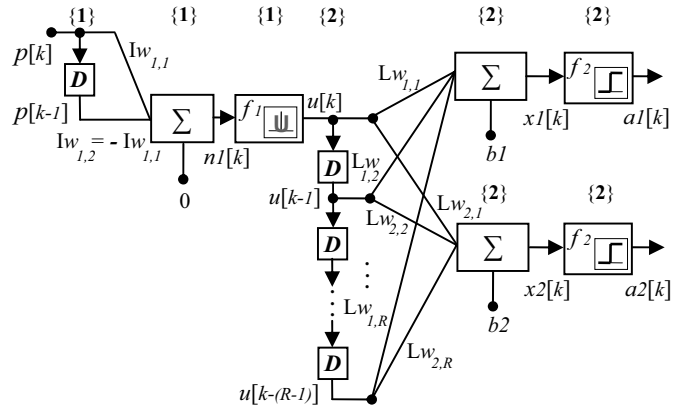 {1} {1} {1} {2} {2} {2}
p[k] Iw1,1
D
p[k-1]
Iw1,2 = - Iw1,1
Σ
n1[k]
0
f1
u[k]
D
Lw1,2
u[k-1]
D
Lw1,R
D
u[k-(R-1)]
Lw1,1
Lw2,1
Lw2,2
Lw2,R
Σ
b1
x1[k]
f2
a1[k]
{2} {2}
Σ
b2
x2[k]
f2
a2[k]